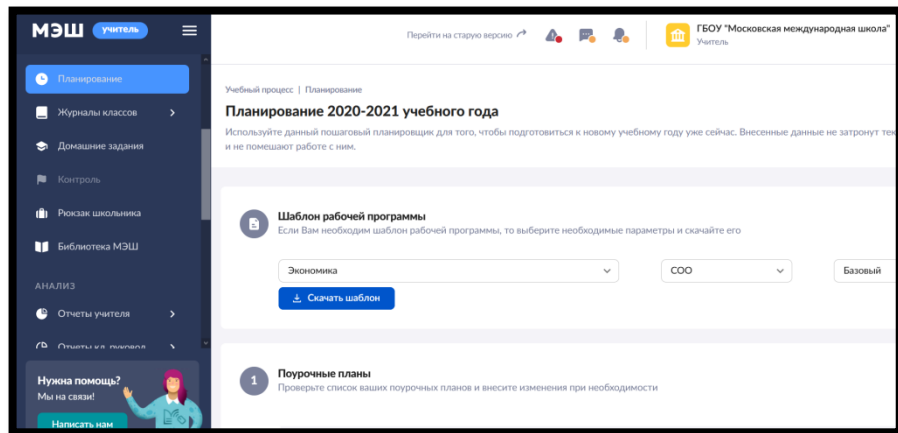 МЭШ учитель
Перейти на старую версию
ГБОУ "Московская международная школа"
Учитель
Планирование
Журналы классов
Домашние задания
Контроль
Рюкзак школьника
Библиотека МЭШ
АНАЛИЗ
Отчеты учителя
Отчеты кл. руковод
Нужна помощь?
Мы на связи!
Написать нам
Учебный процесс | Планирование
Планирование 2020-2021 учебного года
Используйте данный пошаговый планировщик для того, чтобы подготовиться к новому учебному году уже сейчас. Внесенные данные не затронут тек
и не помешают работе с ним.
Шаблон рабочей программы
Если Вам необходим шаблон рабочей программы, то выберите необходимые параметры и скачайте его
Экономика СОО Базовый
Скачать шаблон
1 Поурочные планы
Проверьте список ваших поурочных планов и внесите изменения при необходимости